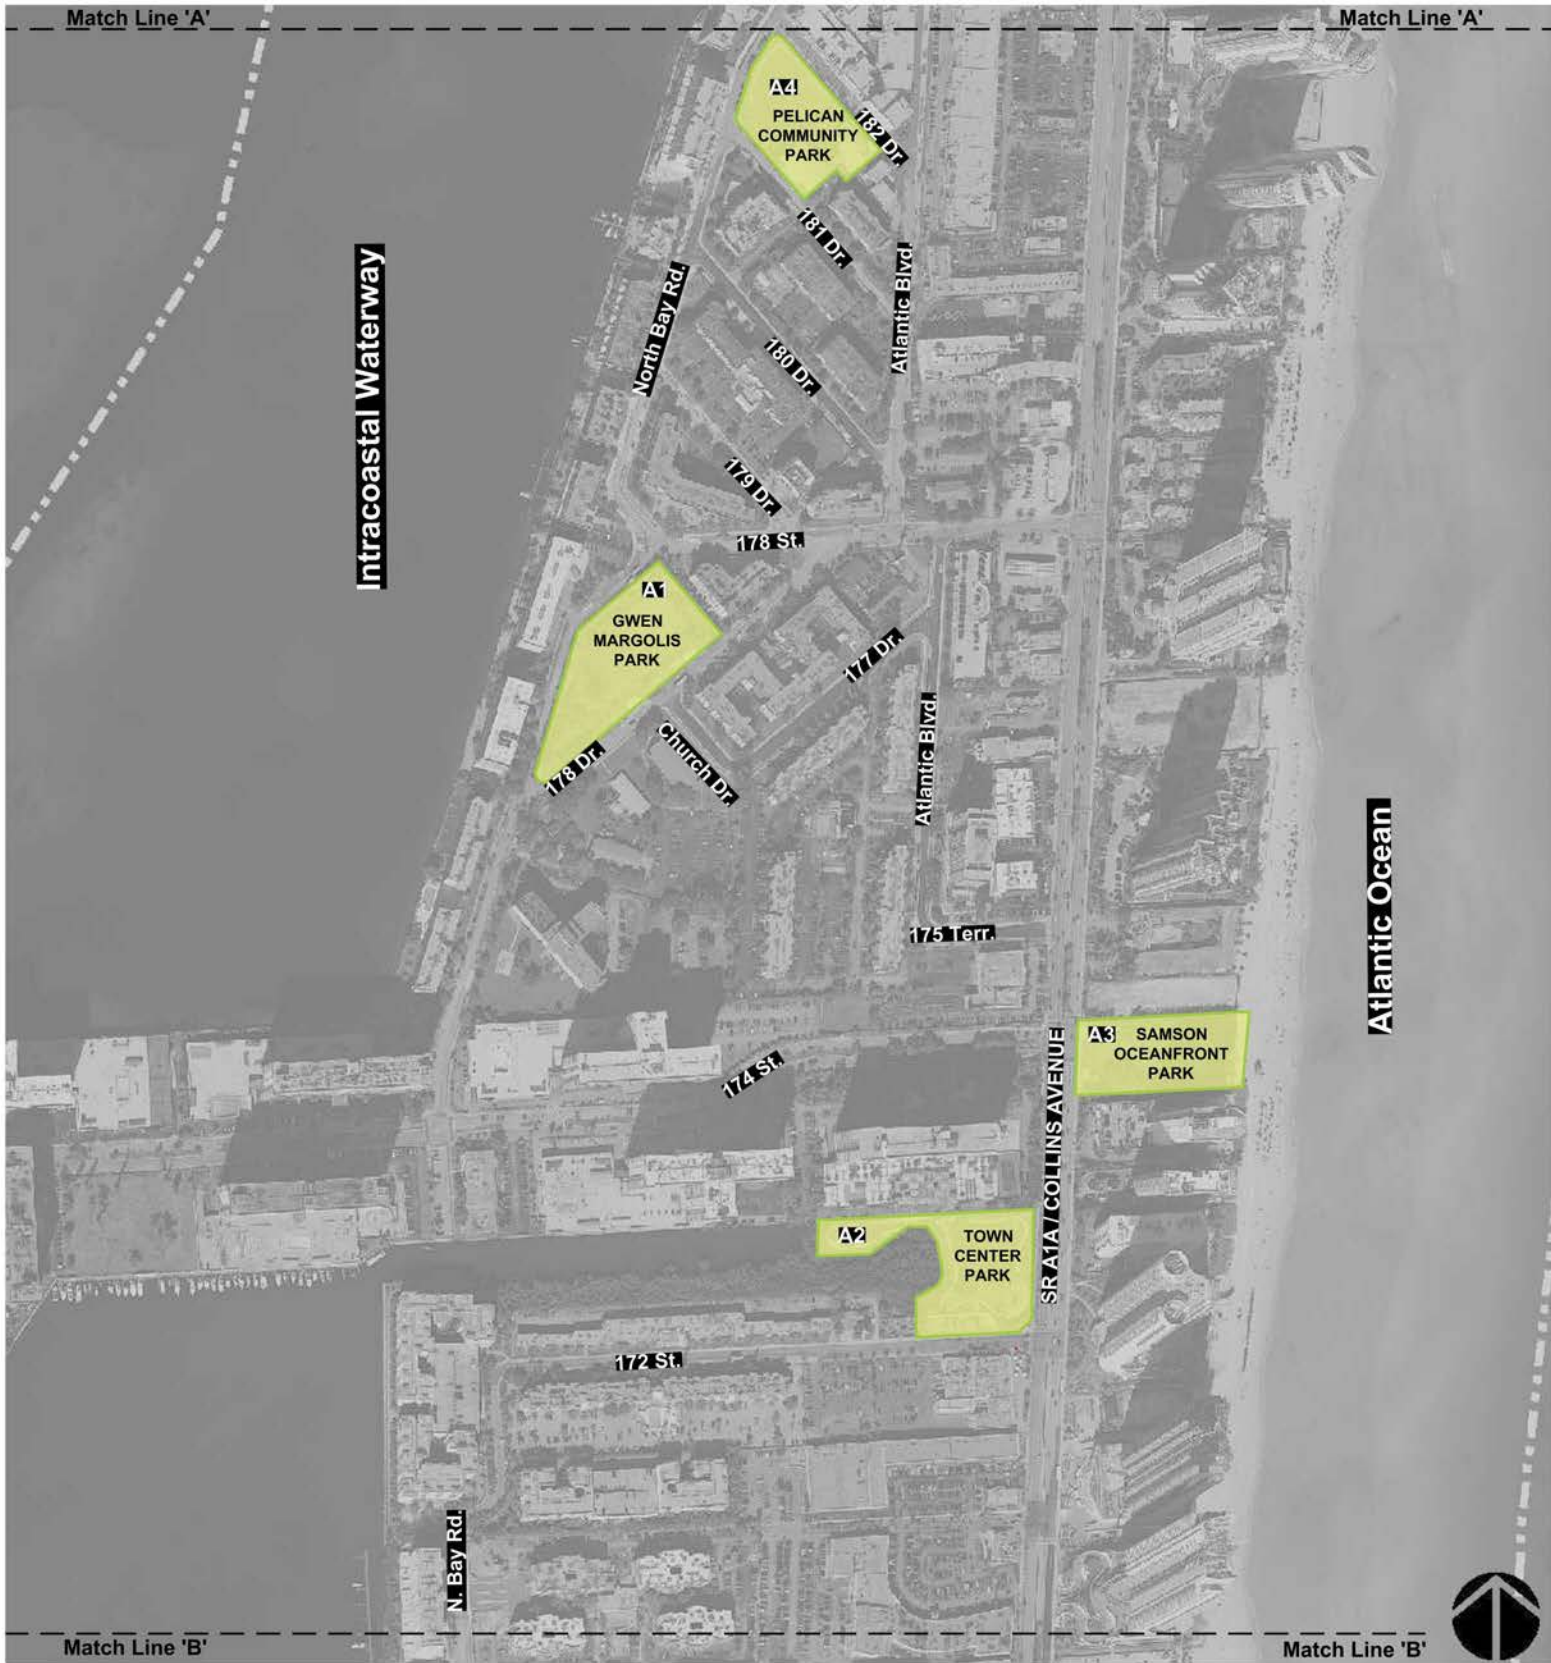 Match Line 'A'
Match Line 'A'
A4
PELICAN
COMMUNITY
PARK
182 Dr.
181 Dr.
Intracoastal Waterway
North Bay Rd.
Atlantic Blvd.
180 Dr.
179 Dr.
178 St.
A1
GWEN
MARGOLIS
PARK
177 Dr.
178 Dr.
Church Dr.
Atlantic Blvd.
Atlantic Ocean
175 Terr.
174 St.
SR A1A / COLLINS AVENUE
A3
SAMSON
OCEANFRONT
PARK
A2
TOWN
CENTER
PARK
172 St.
N. Bay Rd.
Match Line 'B'
Match Line 'B'